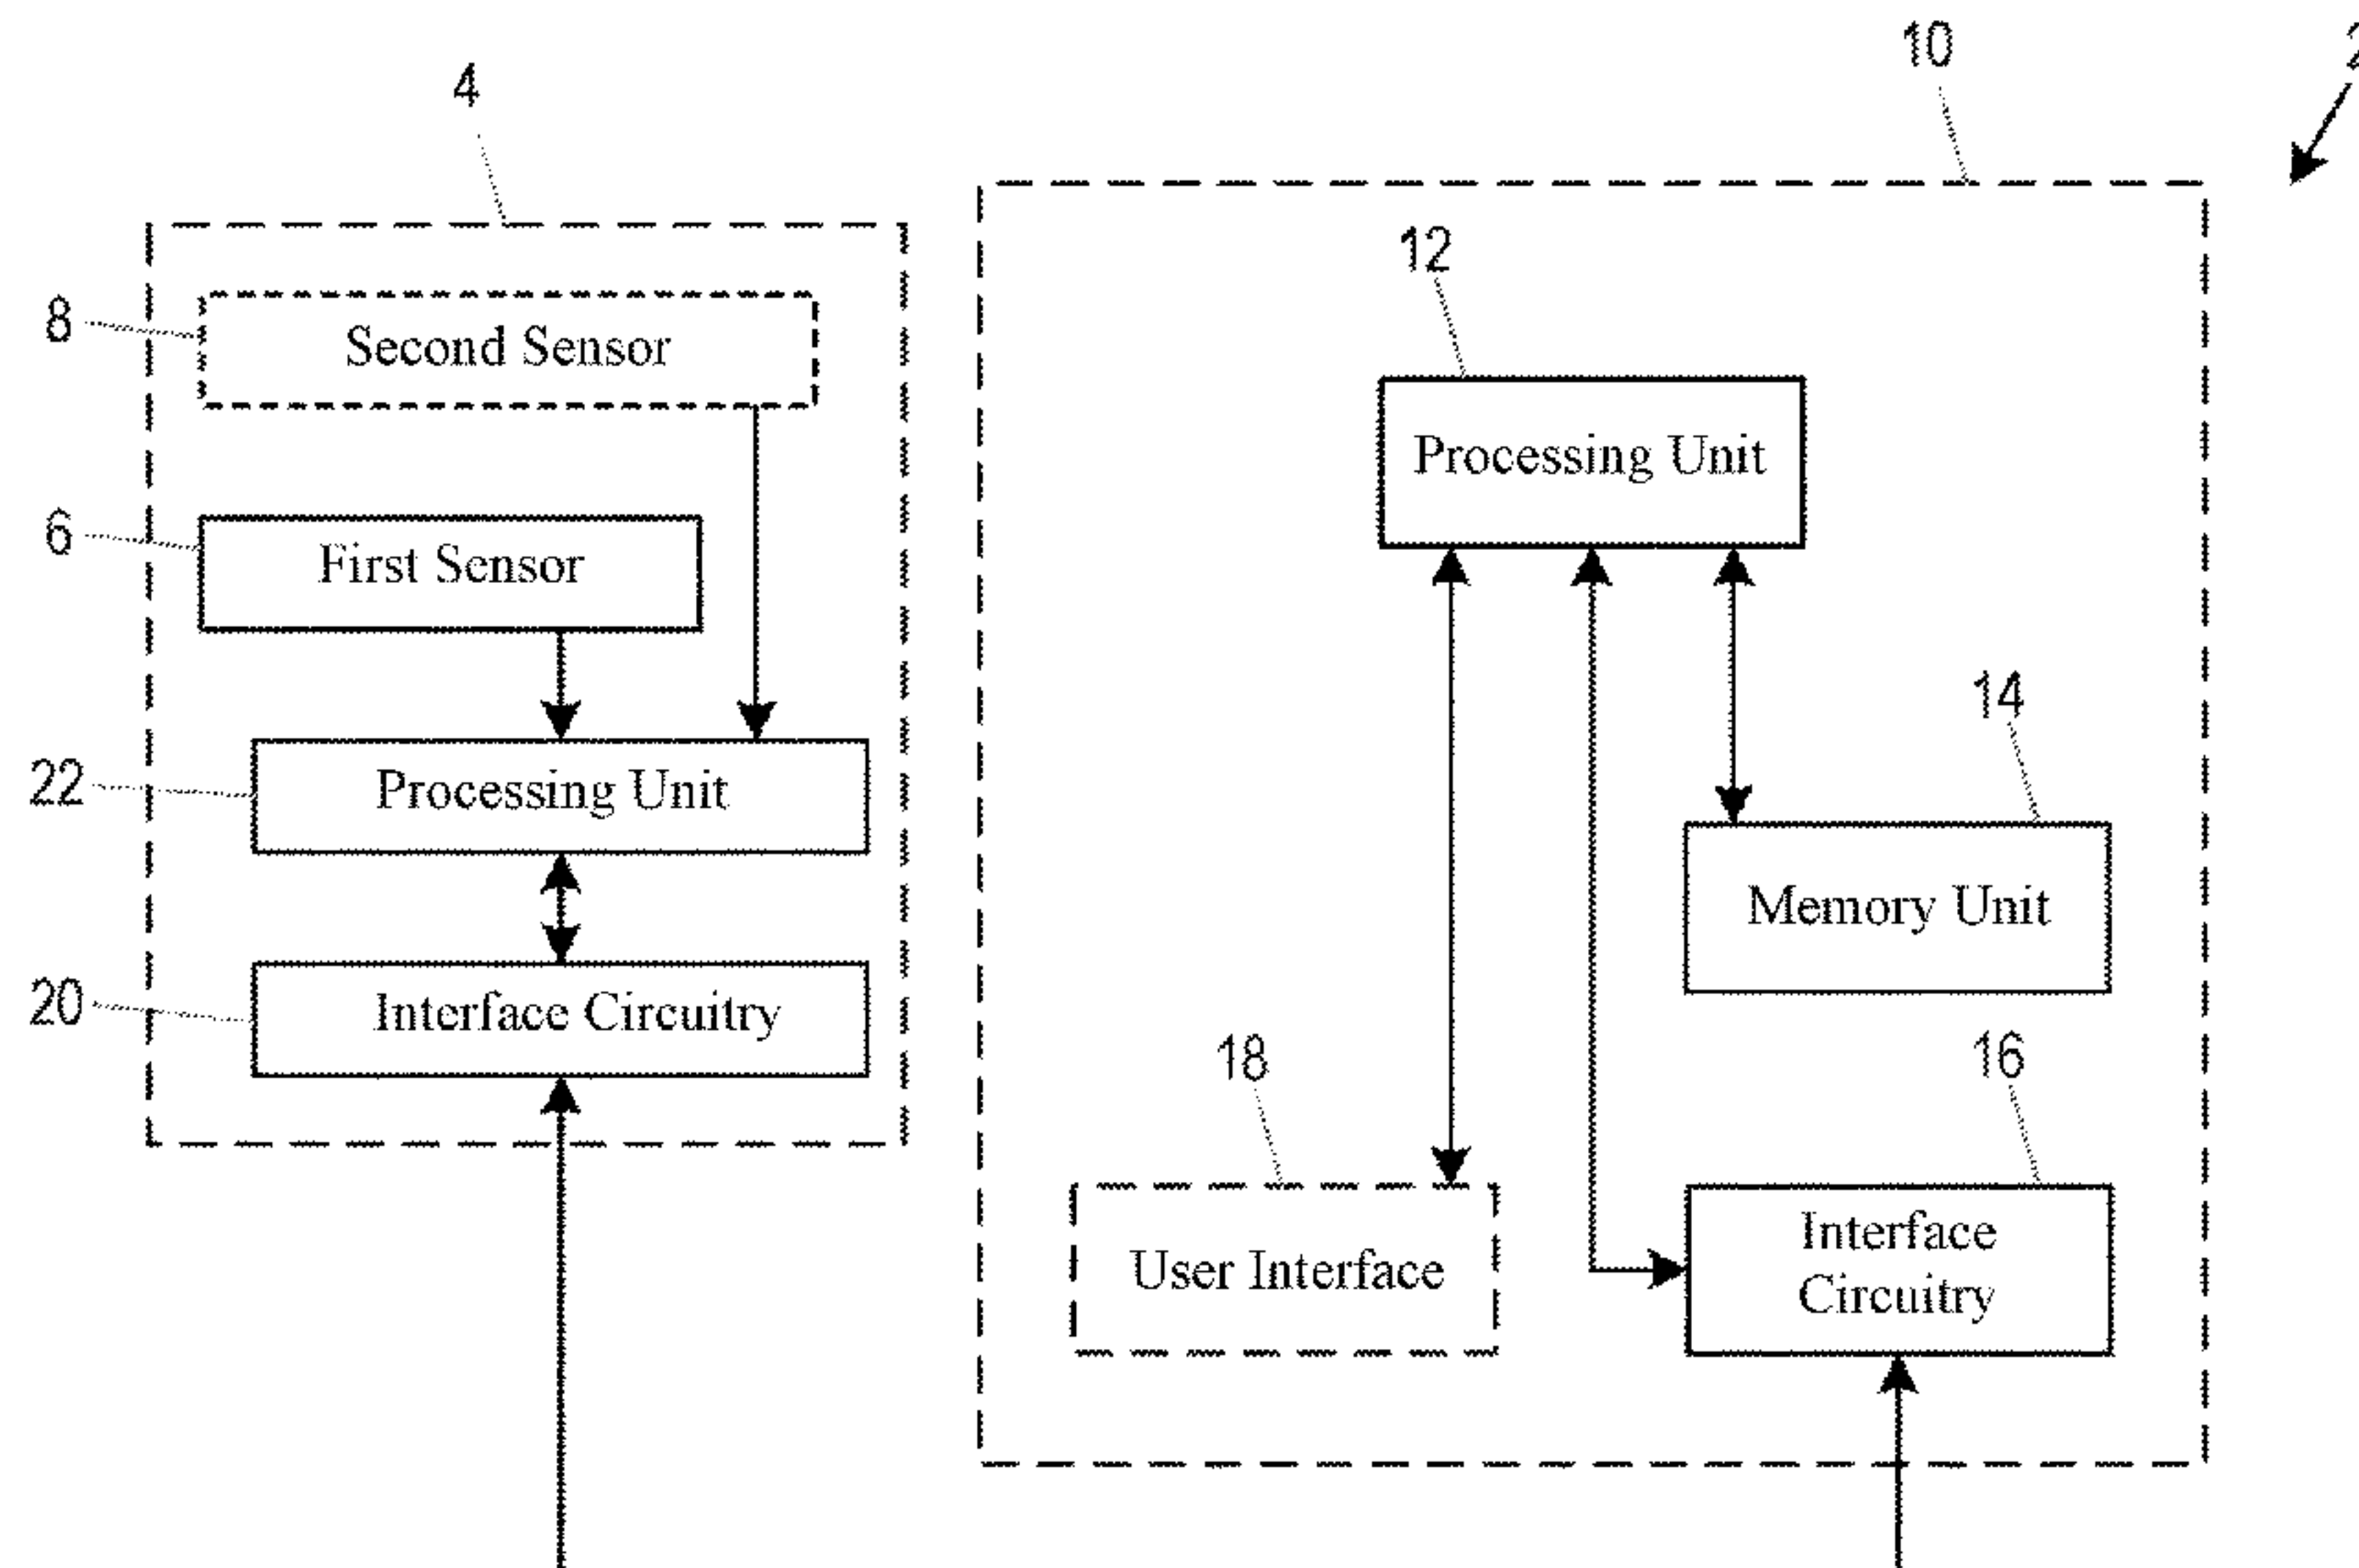 2
10
4
12
8
Second Sensor
Processing Unit
6
First Sensor
14
22
Processing Unit
Memory Unit
20
Interface Circuitry
18
16
User Interface
Interface
Circuitry